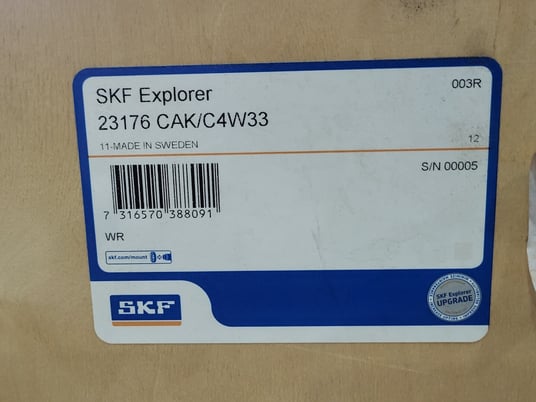 SKF Explorer
003R
23176 CAK/C4W33
11-MADE IN SWEDEN
12
S/N 00005
7 316570 388091
WR
skf.com/mount
SKF
SKF Explorer
UPGRADE